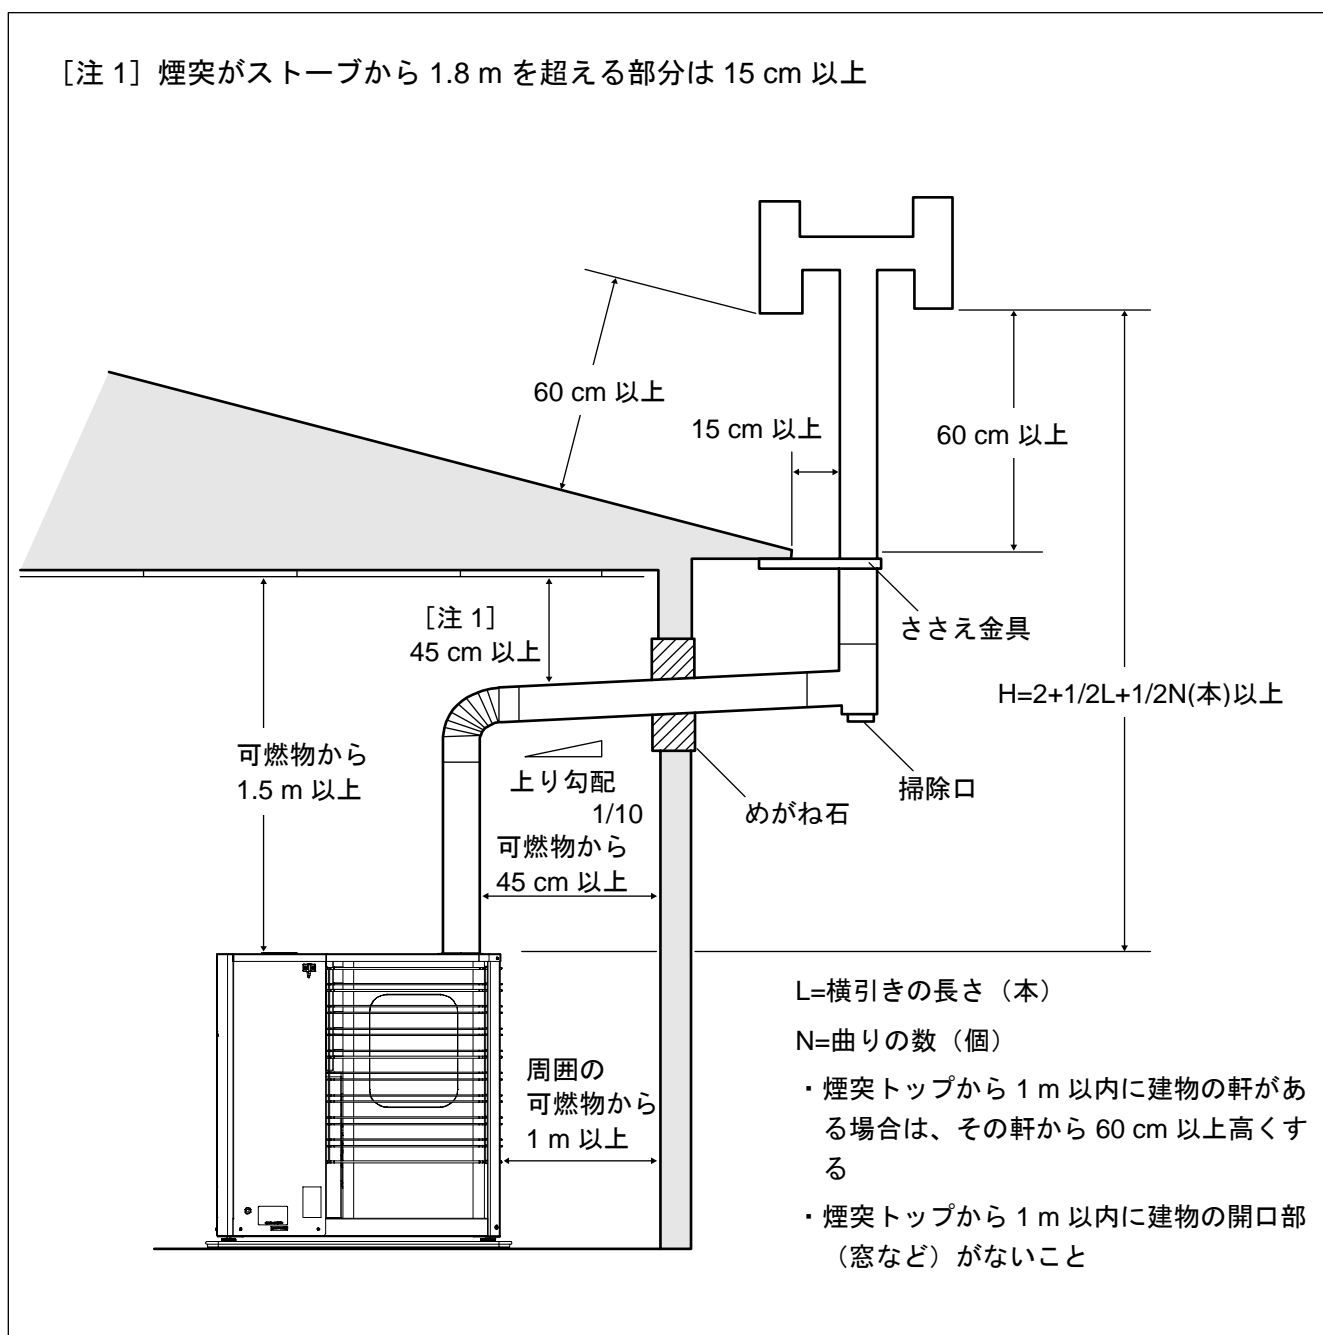 ［注 1］煙突がストーブから 1.8 m を超える部分は 15 cm 以上
60 cm 以上
15 cm 以上
60 cm 以上
［注 1］
45 cm 以上
ささえ金具
H=2+1/2L+1/2N(本)以上
可燃物から
1.5 m 以上
上り勾配
1/10
めがね石
掃除口
可燃物から
45 cm 以上
周囲の
可燃物から
1 m 以上
L=横引きの長さ（本）
N=曲りの数（個）
・煙突トップから 1 m 以内に建物の軒があ
る場合は、その軒から 60 cm 以上高くす
る
・煙突トップから 1 m 以内に建物の開口部
（窓など）がないこと